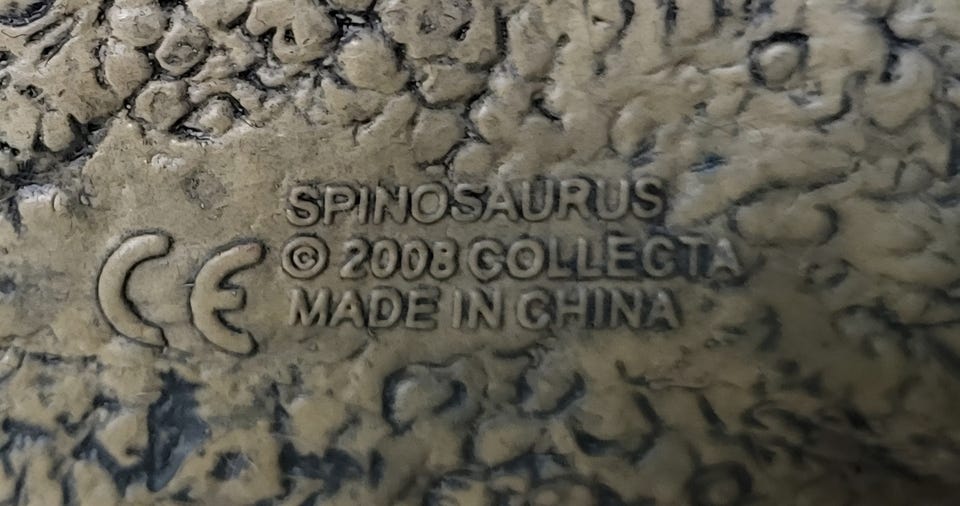 SPINOSAURUS
CE © 2008 COLLECTA
MADE IN CHINA